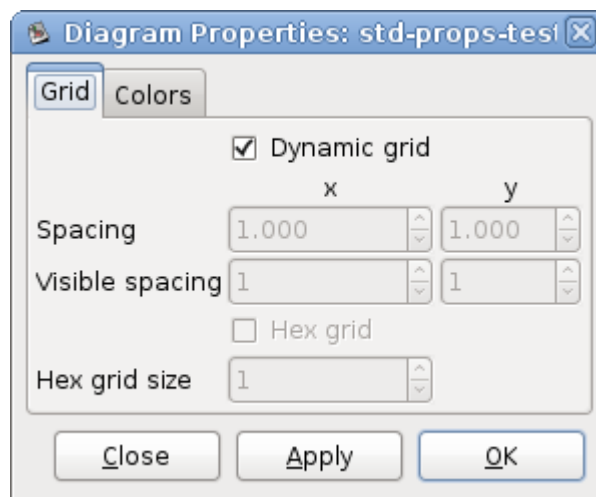 Diagram Properties: std-props-test
Grid Colors
Dynamic grid
x y
Spacing 1.000 1.000
Visible spacing 1 1
Hex grid
Hex grid size 1
Close Apply OK